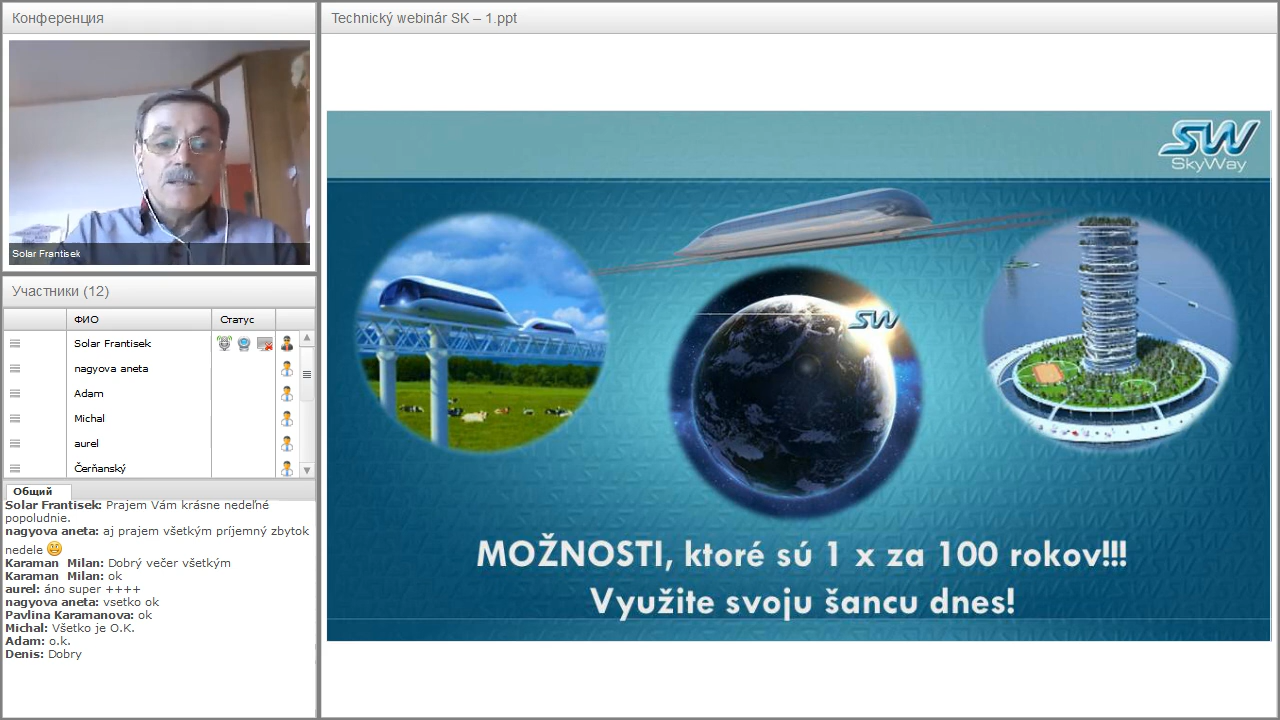 Конференция
Solar Frantisek
Участники (12)
ФИО Статус
Solar Frantisek
nagyova aneta
Adam
Michal
aurel
Čerňanský
Общий
Solar Frantisek: Prajem Vám krásne nedeľné
popoludnie.
nagyova aneta: aj prajem všetkým príjemný zbytok
nedele
Karaman Milan: Dobrý večer všetkým
Karaman Milan: ok
aurel: áno super ++++
nagyova aneta: vsetko ok
Pavlina Karamanova: ok
Michal: Všetko je O.K.
Adam: o.k.
Denis: Dobry
Technický webinár SK – 1.ppt
SW
SkyWay
SW
MOŽNOSTI, ktoré sú 1 x za 100 rokov!!!
Využite svoju šancu dnes!